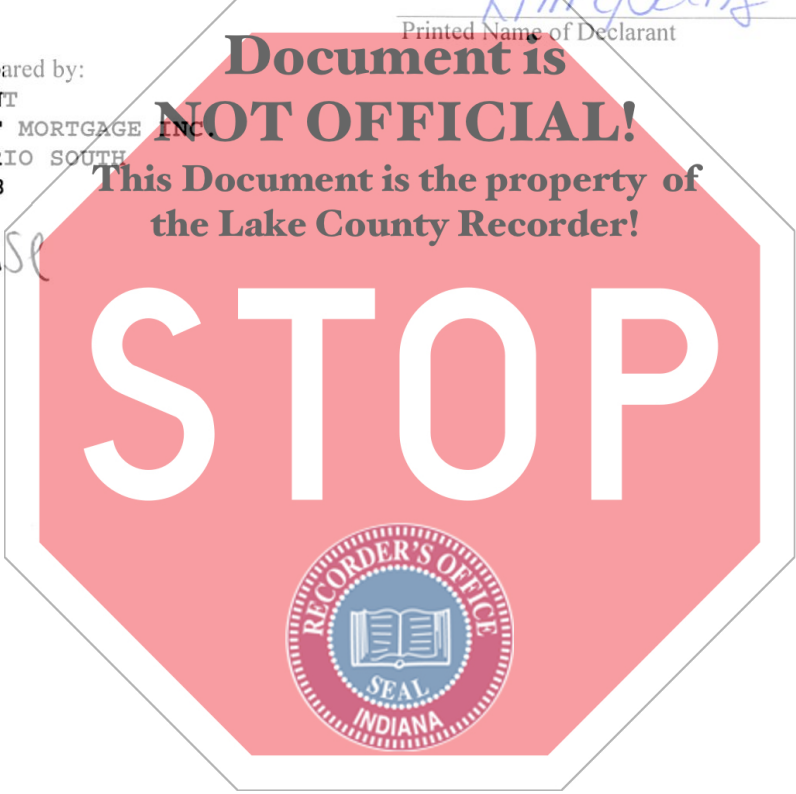 Printed Name of Declarant
Document is
ared by:
NOT OFFICIAL!
T MORTGAGE INC.
IO SOUTH
This Document is the property of
the Lake County Recorder!
STOP
RECORDER'S OFFICE
SEAL
INDIANA